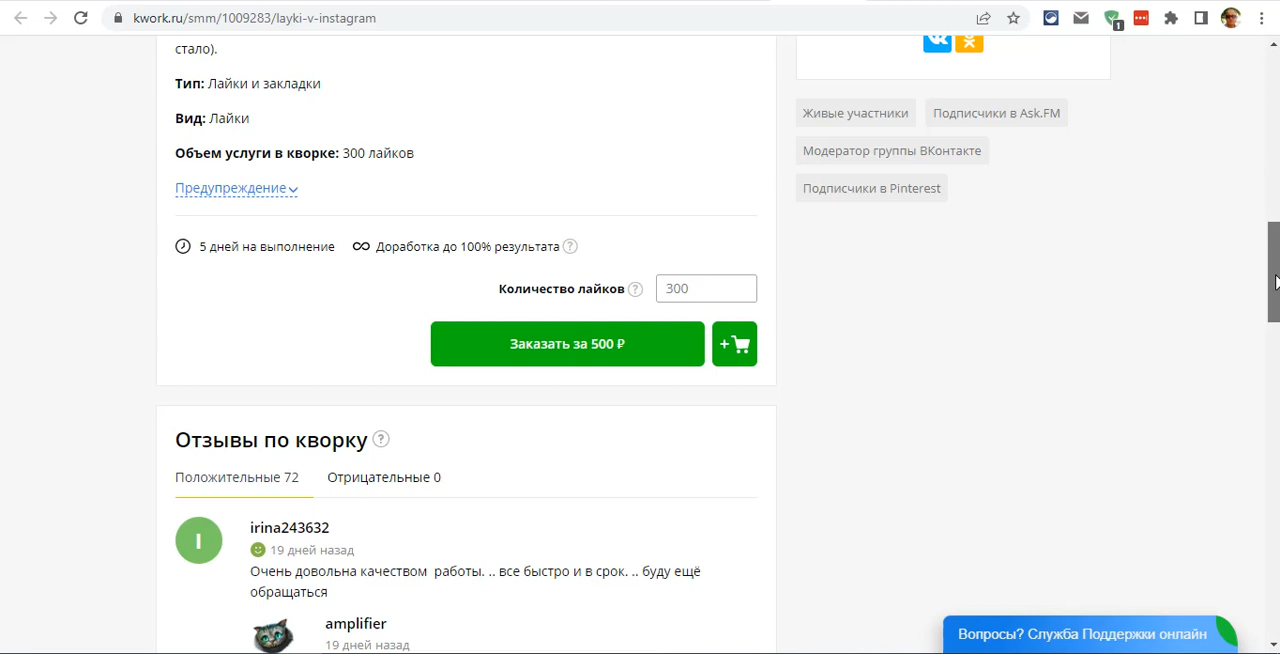 kwork.ru/smm/1009283/layki-v-instagram
1
стало).
Тип: Лайки и закладки
Вид: Лайки
Объем услуги в кворке: 300 лайков
Предупреждение
5 дней на выполнение Доработка до 100% результата ?
Количество лайков ? 300
Заказать за 500 ₽ +
Отзывы по кворку ?
Положительные 72 Отрицательные 0
I
irina243632
19 дней назад
Очень довольна качеством работы. .. все быстро и в срок. .. буду ещё
обращаться
amplifier
19 дней назад
Живые участники Подписчики в Ask.FM
Модератор группы ВКонтакте
Подписчики в Pinterest
Вопросы? Служба Поддержки онлайн